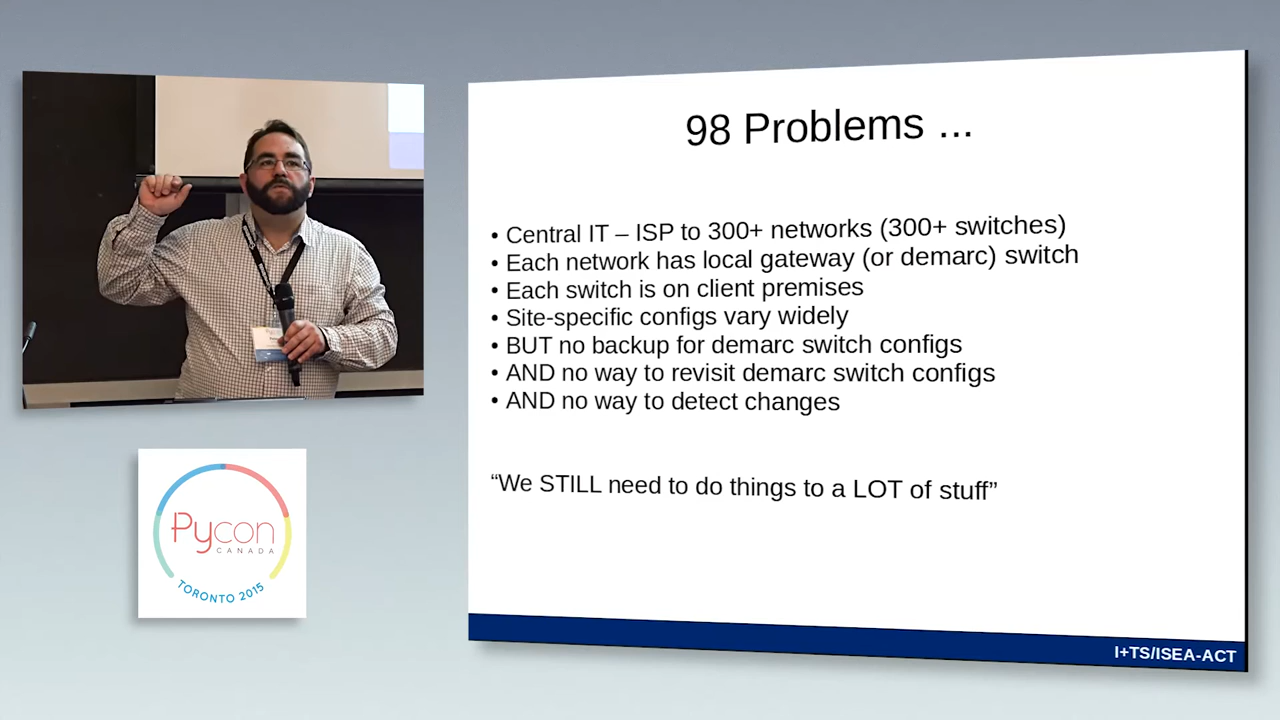 98 Problems ...
• Central IT – ISP to 300+ networks (300+ switches)
• Each network has local gateway (or demarc) switch
• Each switch is on client premises
• Site-specific configs vary widely
• BUT no backup for demarc switch configs
• AND no way to revisit demarc switch configs
• AND no way to detect changes
“We STILL need to do things to a LOT of stuff”
I+TS/ISEA-ACT
Pycon
CANADA
TORONTO 2015